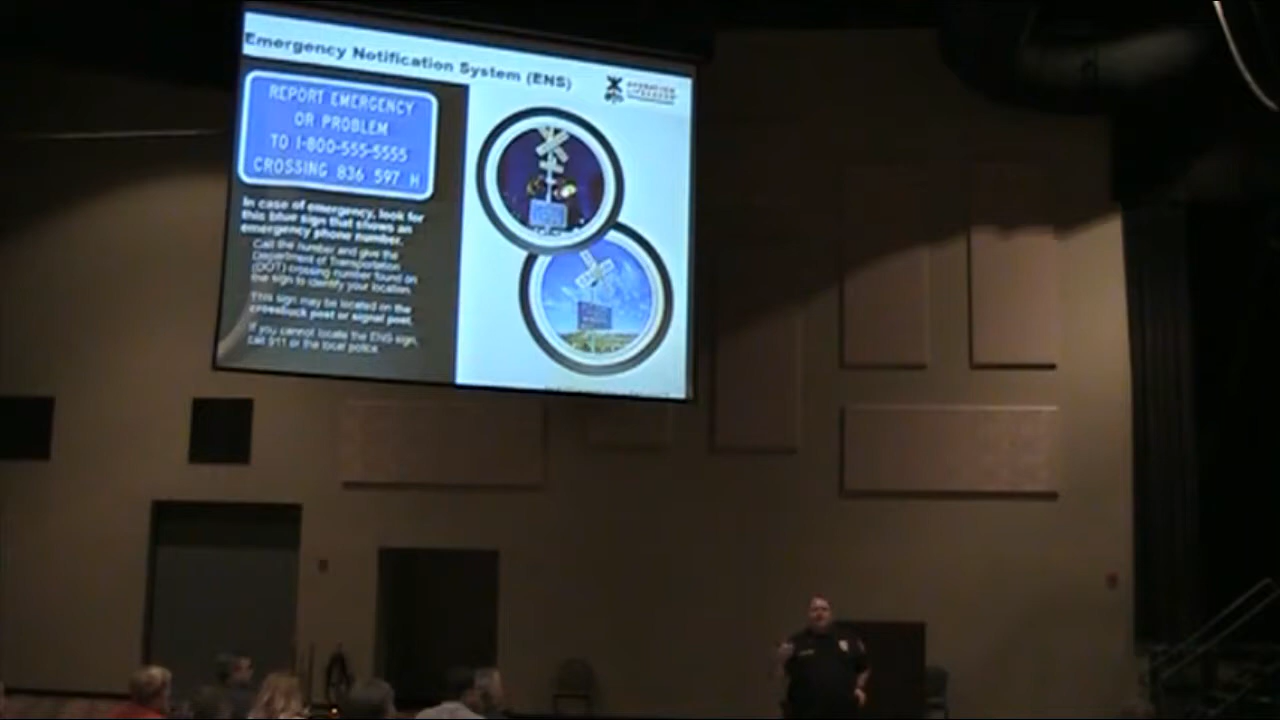 Emergency Notification System (ENS)
OPERATION
LIFESAVER
REPORT EMERGENCY
OR PROBLEM
TO 1-800-555-5555
CROSSING 836 597 H
In case of emergency, look for
this blue sign that shows an
emergency phone number.
Call the number and give the
Department of Transportation
(DOT) crossing number found on
the sign to identify your location.
This sign may be located on the
crossbuck post or signal post.
If you cannot locate the ENS sign,
call 911 or the local police.